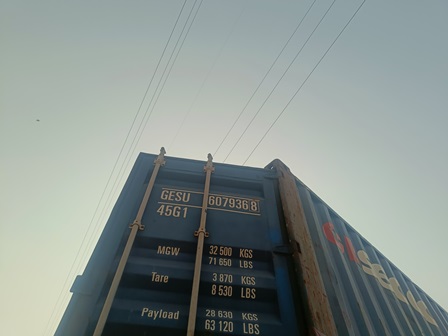 GESU 607936 8
45G1
MGW 32 500 KGS
71 650 LBS
Tare 3 870 KGS
8 530 LBS
Payload 28 630 KGS
63 120 LBS